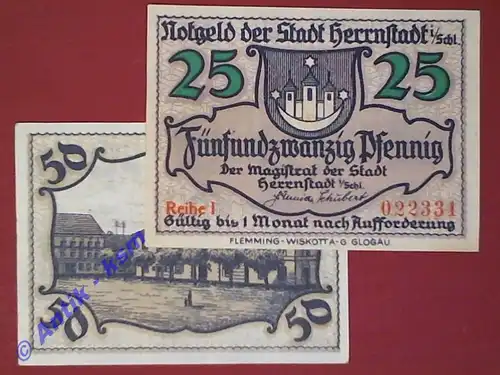 Notgeld der Stadt Herrnstadt i/Schl.
25 25
Fünfundzwanzig Pfennig
Der Magistrat der Stadt
Herrnstadt i/Schl.
Reihe I 022331
Gültig bis 1 Monat nach Aufforderung
FLEMMING-WISKOTT A-G GLOGAU
50
50 50
© Antik -